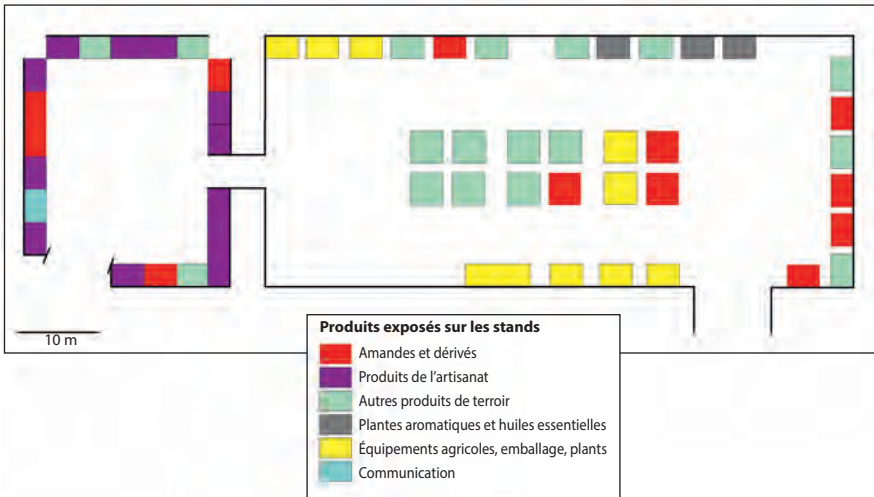 10 m
Produits exposés sur les stands
Amandes et dérivés
Produits de l'artisanat
Autres produits de terroir
Plantes aromatiques et huiles essentielles
Équipements agricoles, emballage, plants
Communication